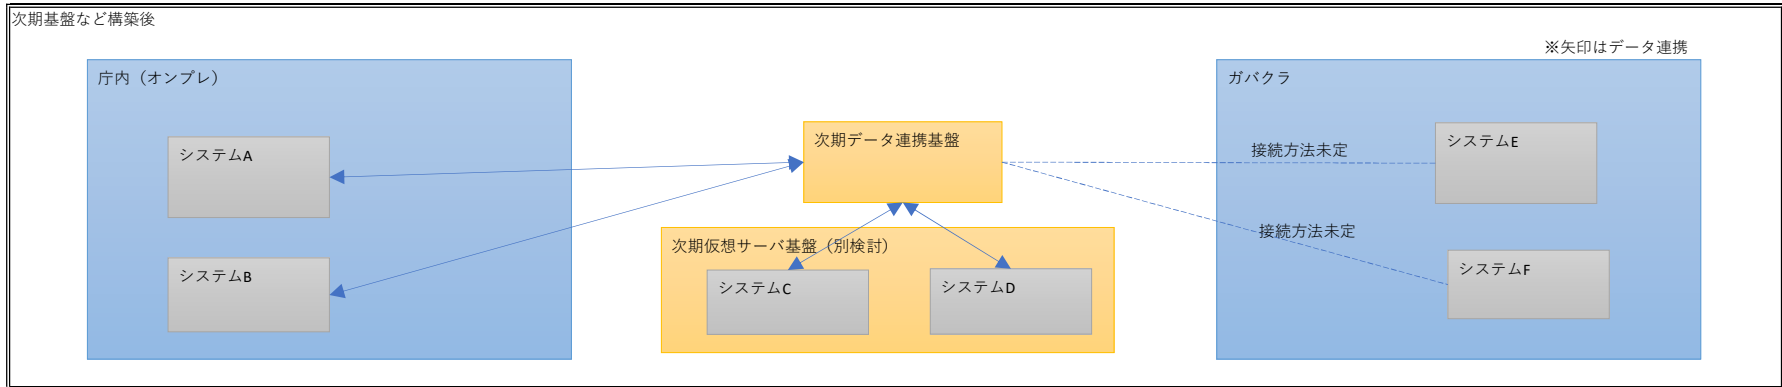 次期基盤など構築後
※矢印はデータ連携
庁内（オンプレ）
ガバクラ
システムA
次期データ連携基盤
接続方法未定
システムE
システムB
次期仮想サーバ基盤（別検討）
接続方法未定
システムC
システムD
システムF